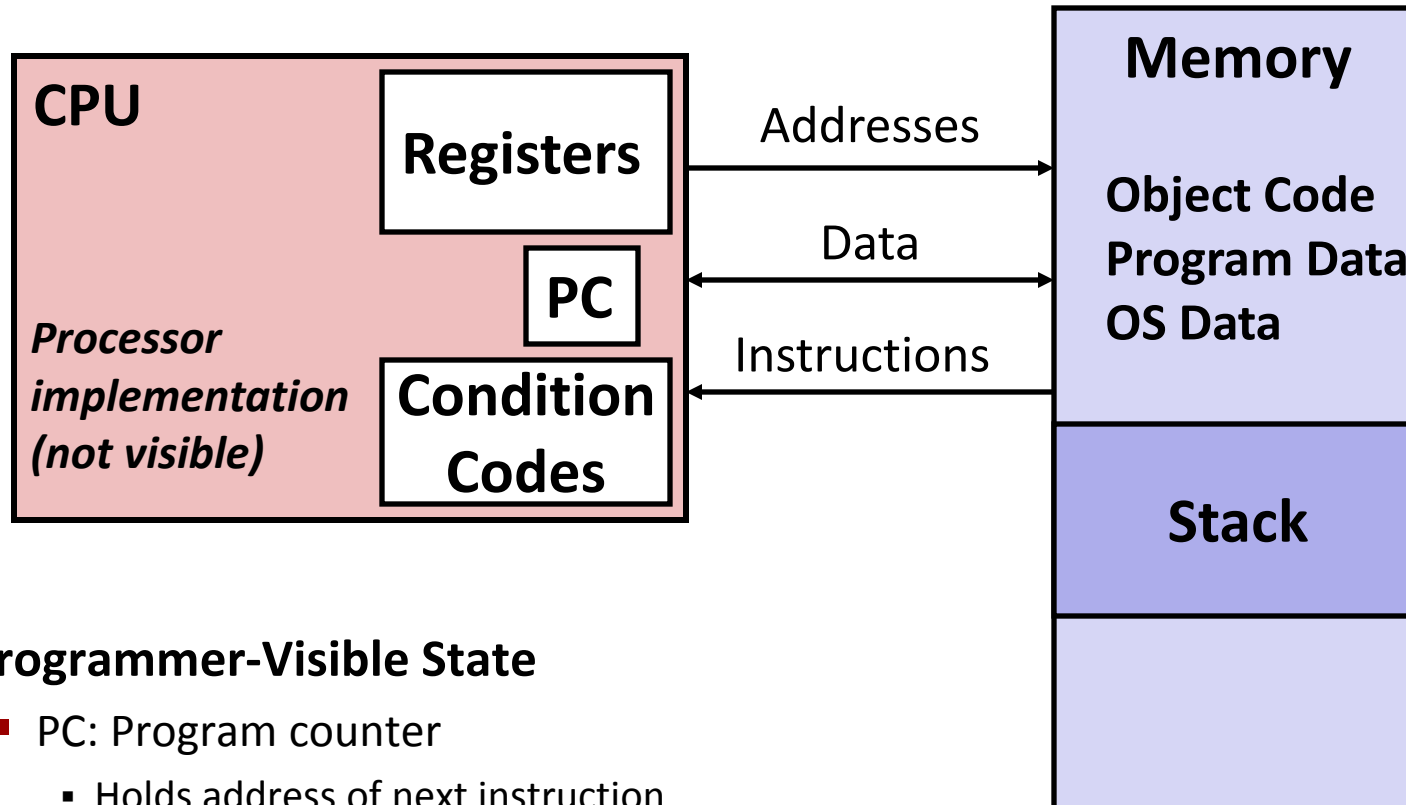 CPU
Registers
PC
Processor
implementation
(not visible)
Condition
Codes
Addresses
Data
Instructions
Memory
Object Code
Program Data
OS Data
Stack
rogrammer-Visible State
PC: Program counter
Holds address of next instruction